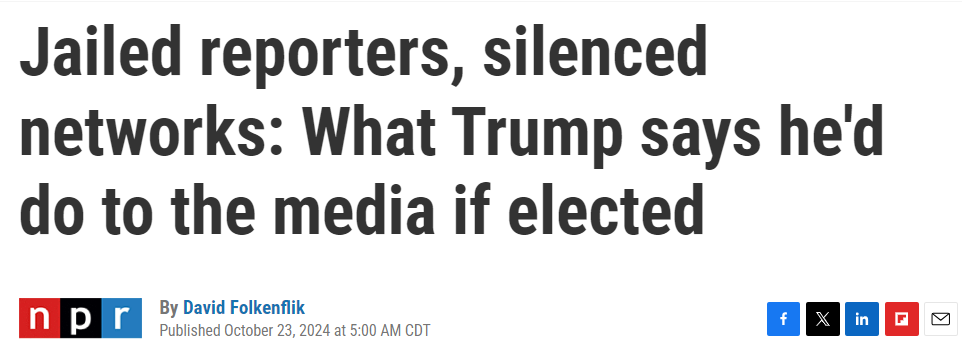 Jailed reporters, silenced
networks: What Trump says he'd
do to the media if elected
npr
By David Folkenflik
Published October 23, 2024 at 5:00 AM CDT